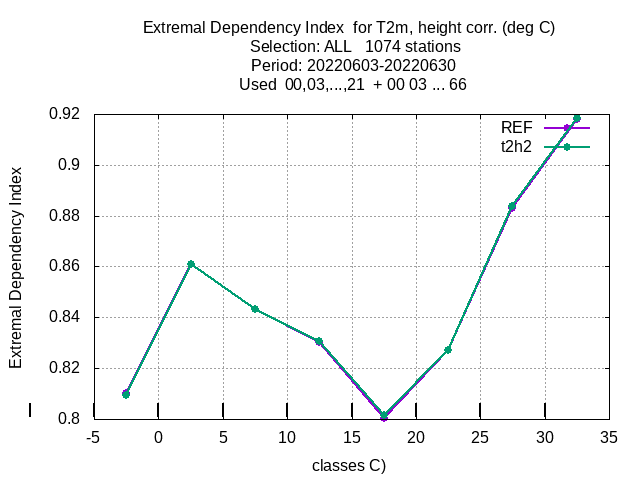 Extremal Dependency Index for T2m, height corr. (deg C)
Selection: ALL 1074 stations
Period: 20220603-20220630
Used 00,03,...,21 + 00 03 ... 66
0.92
0.9
0.88
0.86
0.84
0.82
0.8
Extremal Dependency Index
REF
t2h2
-5 0 5 10 15 20 25 30 35
classes C)